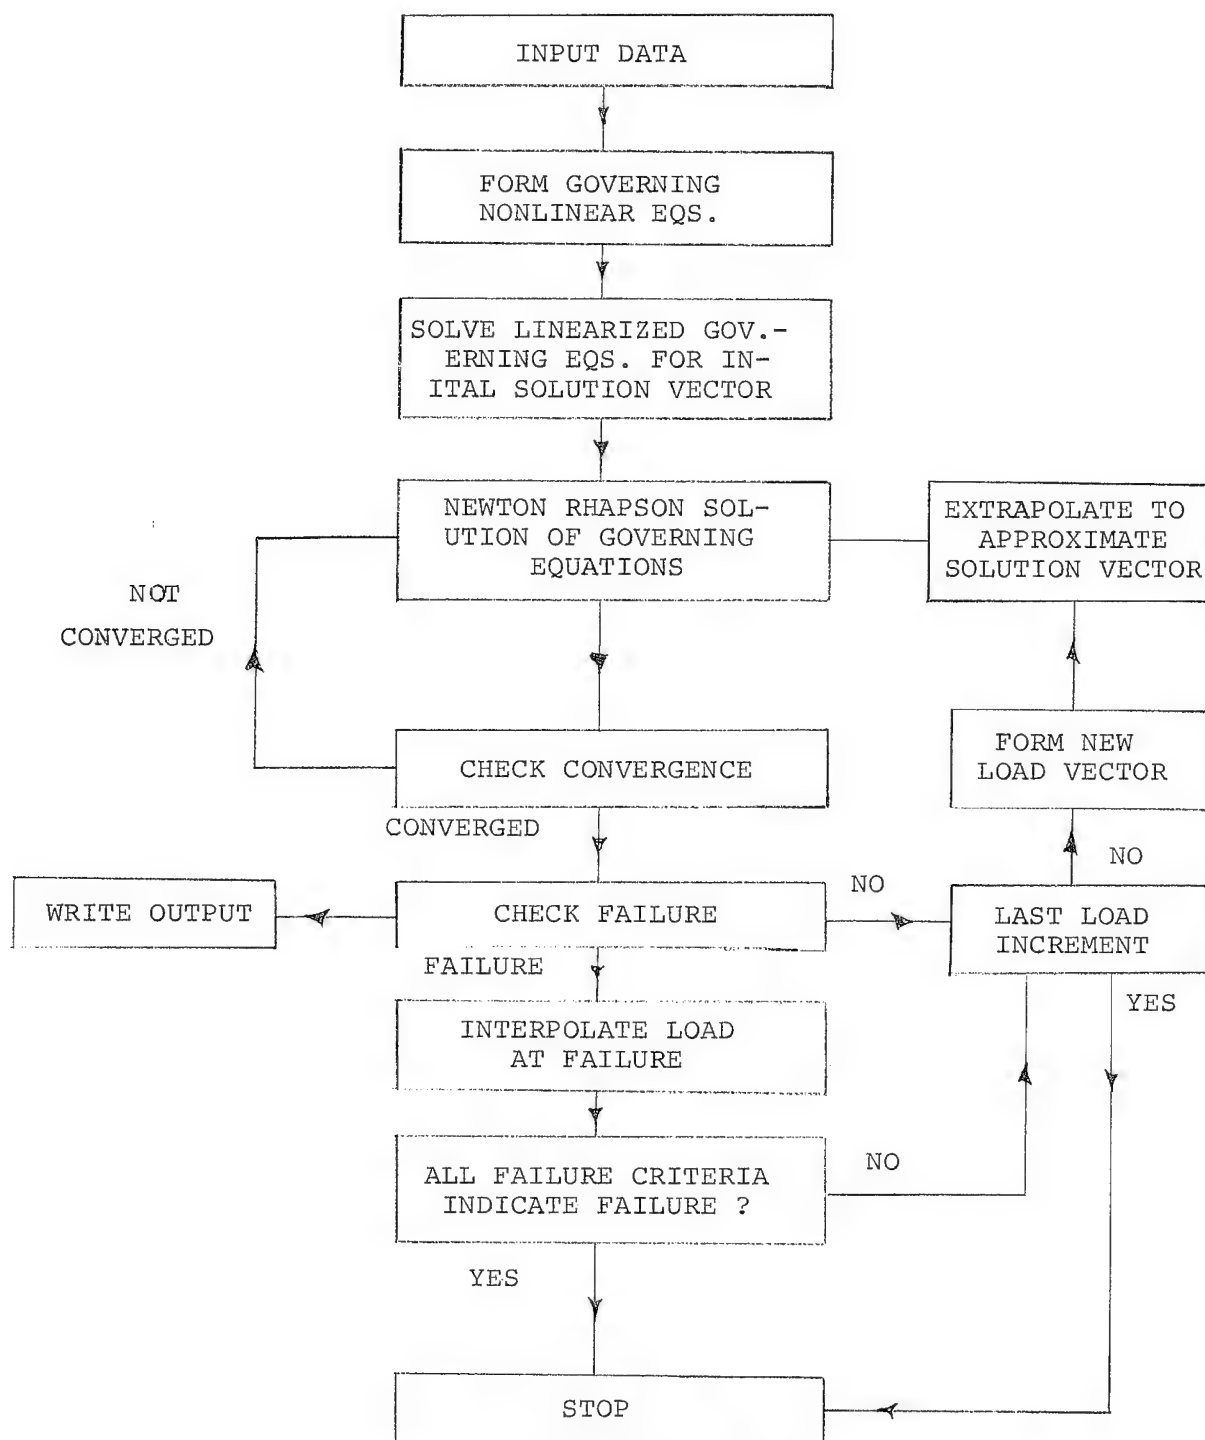 INPUT DATA
FORM GOVERNING
NONLINEAR EQS.
SOLVE LINEARIZED GOV.-
ERNING EQS. FOR IN-
ITAL SOLUTION VECTOR
NEWTON RHAPSON SOL-
UTION OF GOVERNING
EQUATIONS
EXTRAPOLATE TO
APPROXIMATE
SOLUTION VECTOR
NOT
CONVERGED
FORM NEW
LOAD VECTOR
CHECK CONVERGENCE
CONVERGED
NO
NO
WRITE OUTPUT
CHECK FAILURE
LAST LOAD
INCREMENT
FAILURE
YES
INTERPOLATE LOAD
AT FAILURE
ALL FAILURE CRITERIA
INDICATE FAILURE ?
NO
YES
STOP